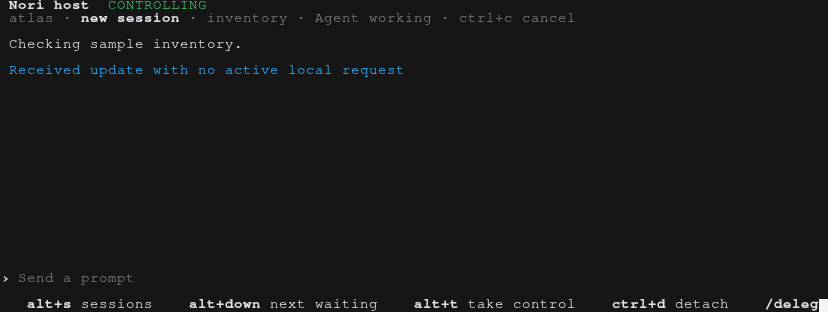 Nori host CONTROLLING
atlas · new session · inventory · Agent working · ctrl+c cancel
Checking sample inventory.
Received update with no active local request
› Send a prompt
alt+s sessions alt+down next waiting alt+t take control ctrl+d detach /deleg